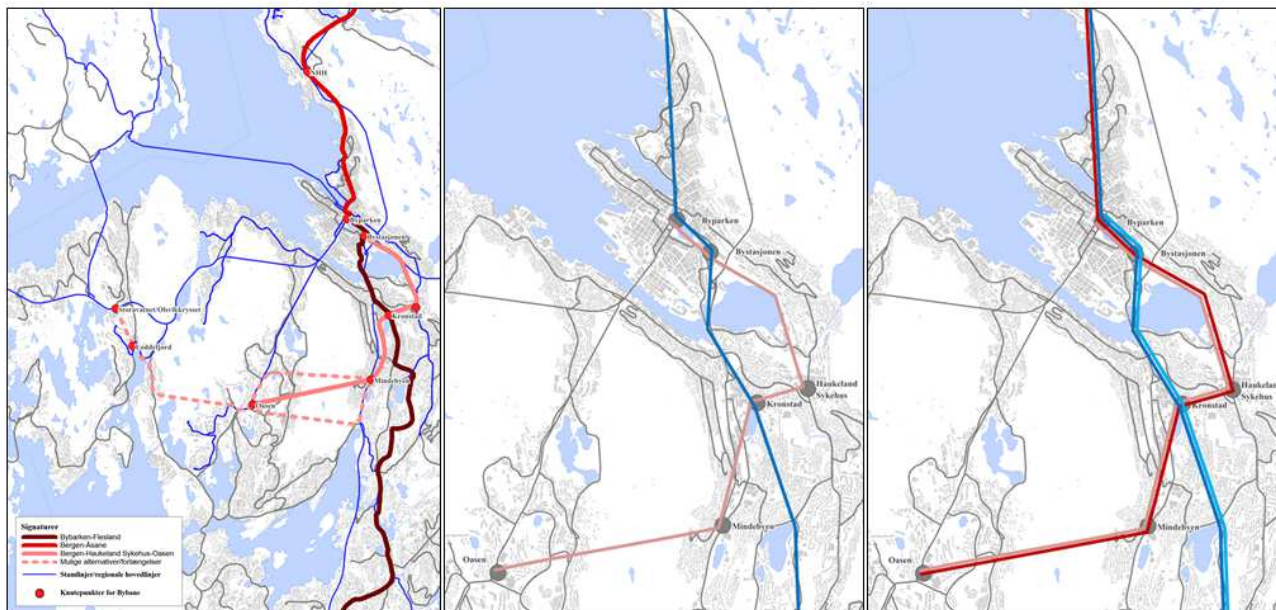 NHH
Byparken
Bystasjonen
Storavatnet/Olsvikkrysset
Kronstad
Loddefjord
Mindebyen
Oasen
Signaturer
Bybarken-Flesland
Bergen-Åsane
Bergen-Haukeland Sykehus-Oasen
Mulige alternativer/forlængelser
Stamlinjer/regionale hovedlinjer
Knutepunkter for Bybane
Byparken
Bystasjonen
Haukeland
Sykehus
Kronstad
Mindebyen
Oasen
Byparken
Bystasjonen
Haukeland
Sykehus
Kronstad
Mindebyen
Oasen